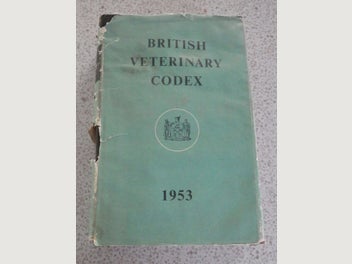 BRITISH
VETERINARY
CODEX
1953